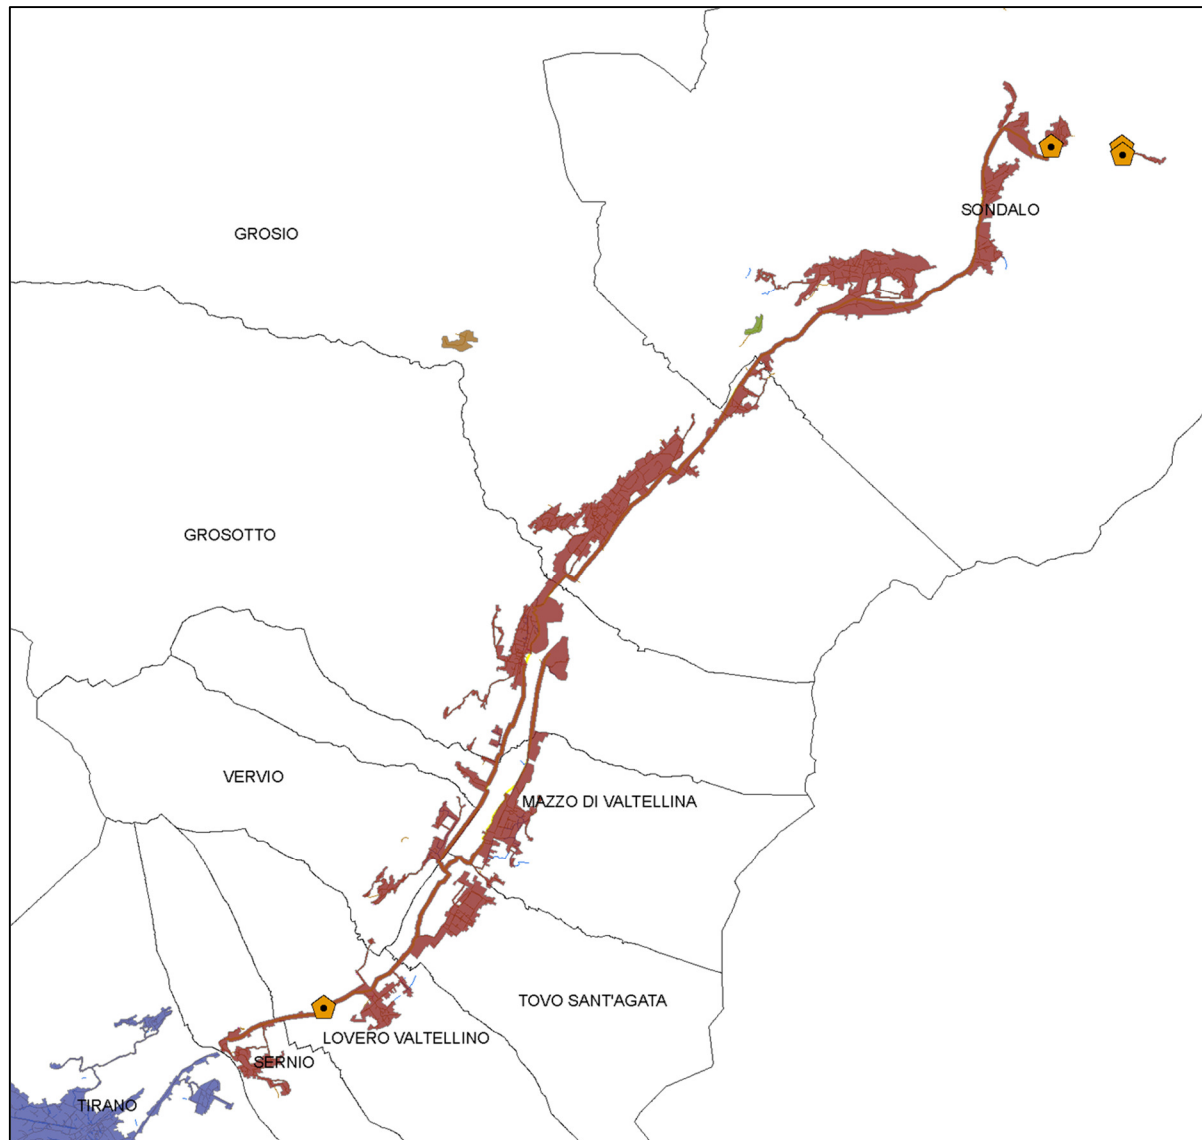 SONDALO
GROSIO
GROSOTTO
VERVIO
MAZZO DI VALTELLINA
TOVO SANT'AGATA
LOVERO VALTELLINO
SERNIO
TIRANO